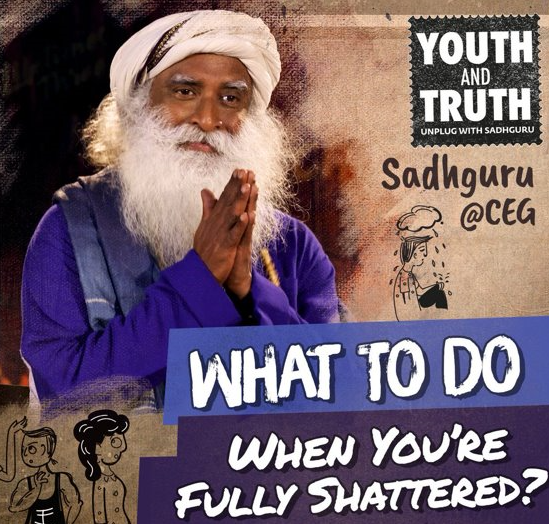 YOUTH
AND
TRUTH
UNPLUG WITH SADHGURU
Sadhguru
@CEG
WHAT TO DO
WHEN YOU'RE
FULLY SHATTERED?